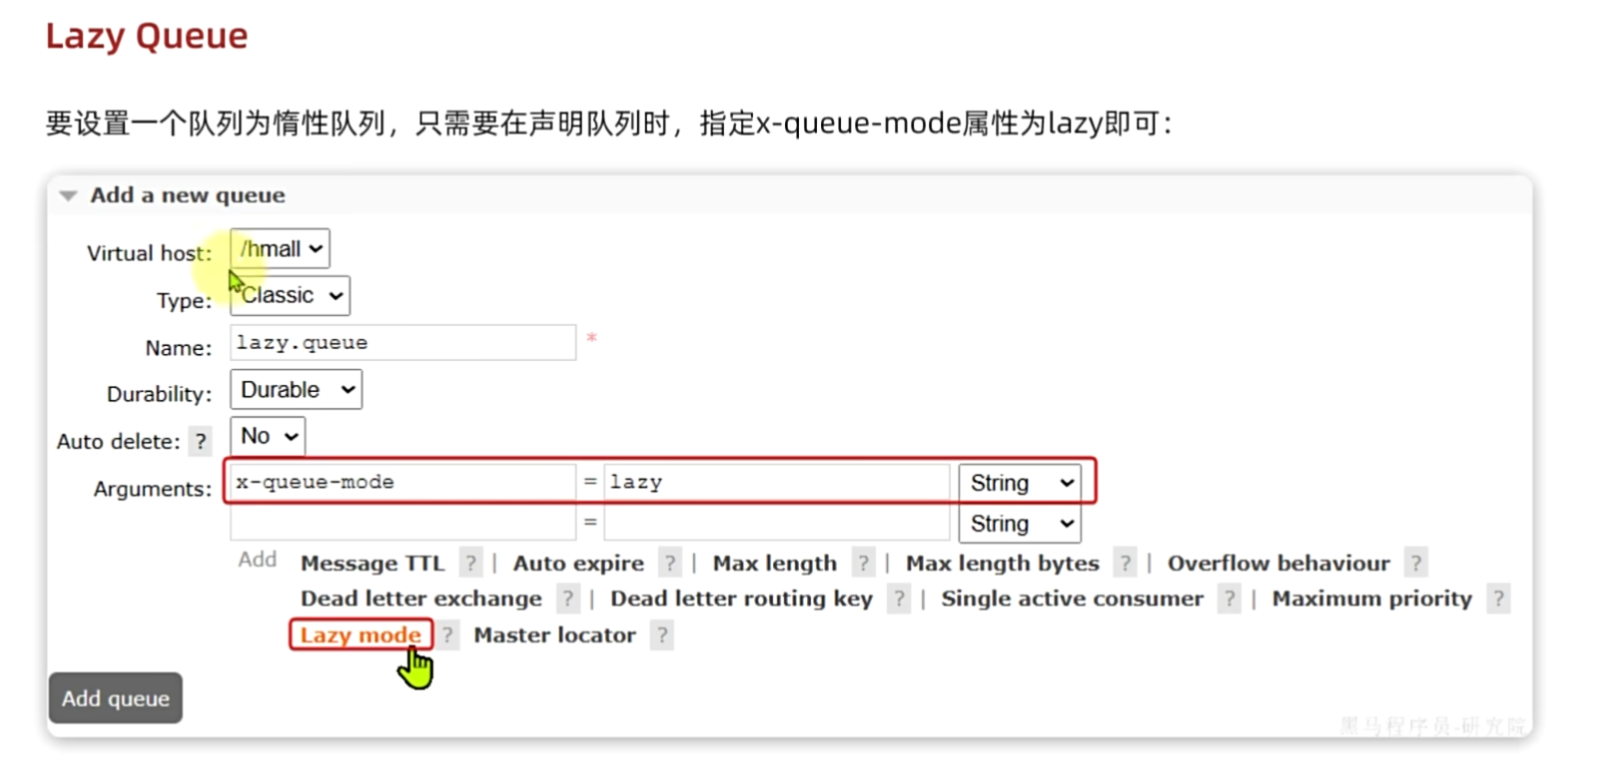 Lazy Queue
要设置一个队列为惰性队列，只需要在声明队列时，指定x-queue-mode属性为lazy即可：
Add a new queue
Virtual host: /hmall
Type: Classic
Name: lazy.queue *
Durability: Durable
Auto delete: ? No
Arguments: x-queue-mode = lazy String
= String
Add Message TTL ? | Auto expire ? | Max length ? | Max length bytes ? | Overflow behaviour ?
Dead letter exchange ? | Dead letter routing key ? | Single active consumer ? | Maximum priority ?
Lazy mode ? Master locator ?
Add queue
黑马程序员-研究院